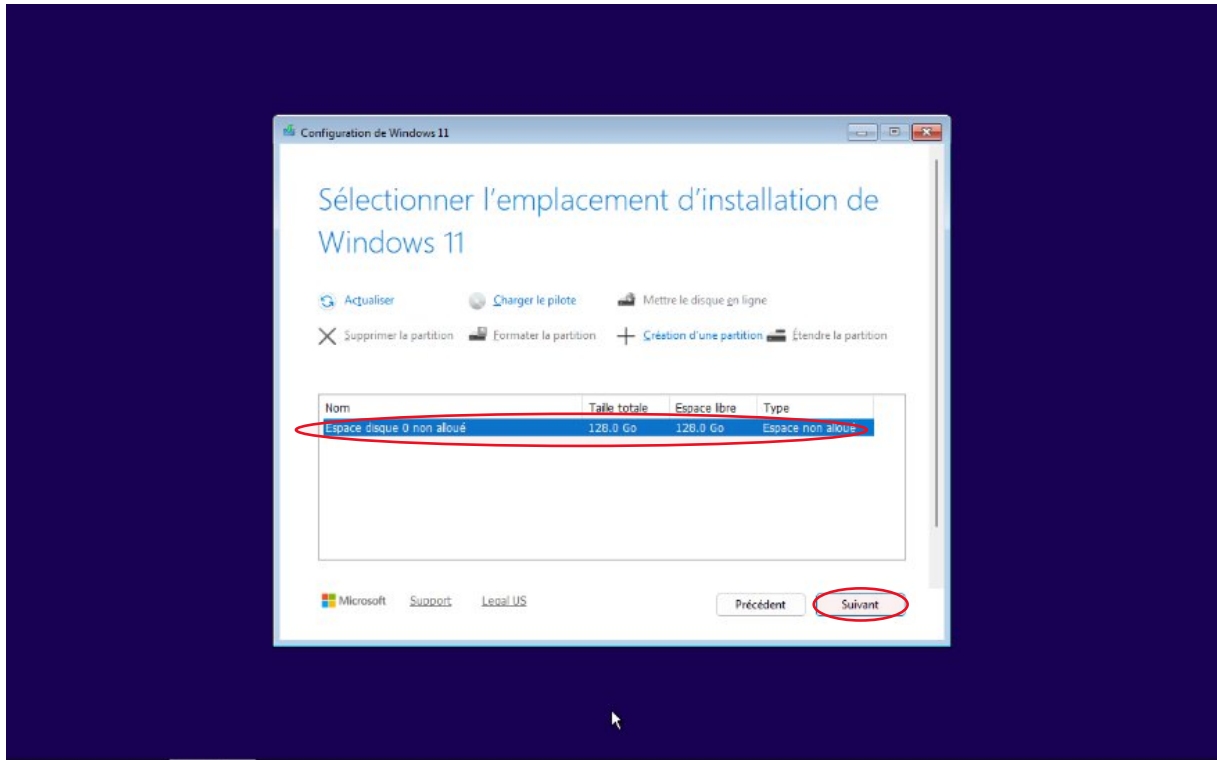 Configuration de Windows 11
Sélectionner l’emplacement d’installation de
Windows 11
Actualiser Charger le pilote Mettre le disque en ligne
Supprimer la partition Formater la partition Création d’une partition Étendre la partition
Nom Taille totale Espace libre Type
Espace disque 0 non alloué 128.0 Go 128.0 Go Espace non alloué
Microsoft Support Legal US Précédent Suivant